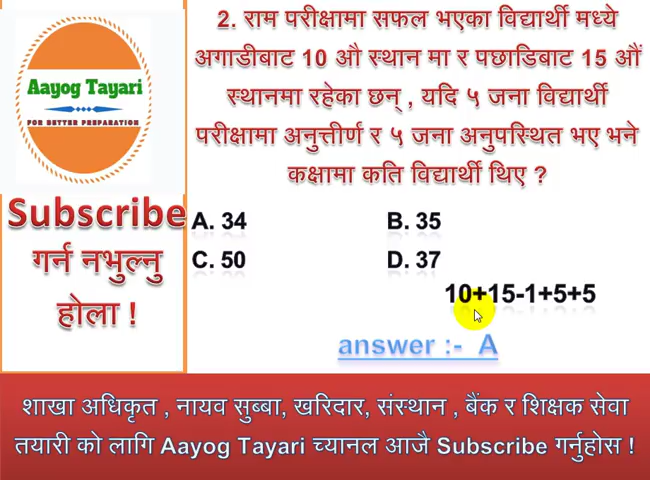 2. राम परीक्षामा सफल भएका विद्यार्थी मध्ये
अगाडीबाट 10 औ स्थान मा र पछाडिबाट 15 औं
स्थानमा रहेका छन् , यदि ५ जना विद्यार्थी
परीक्षामा अनुत्तीर्ण र ५ जना अनुपस्थित भए भने
कक्षामा कति विद्यार्थी थिए ?
Aayog Tayari
FOR BETTER PREPARATION
Subscribe
गर्न नभुल्नु
होला !
A. 34 B. 35
C. 50 D. 37
10+15-1+5+5
answer :- A
शाखा अधिकृत , नायव सुब्बा, खरिदार, संस्थान , बैंक र शिक्षक सेवा
तयारी को लागि Aayog Tayari च्यानल आजै Subscribe गर्नुहोस !